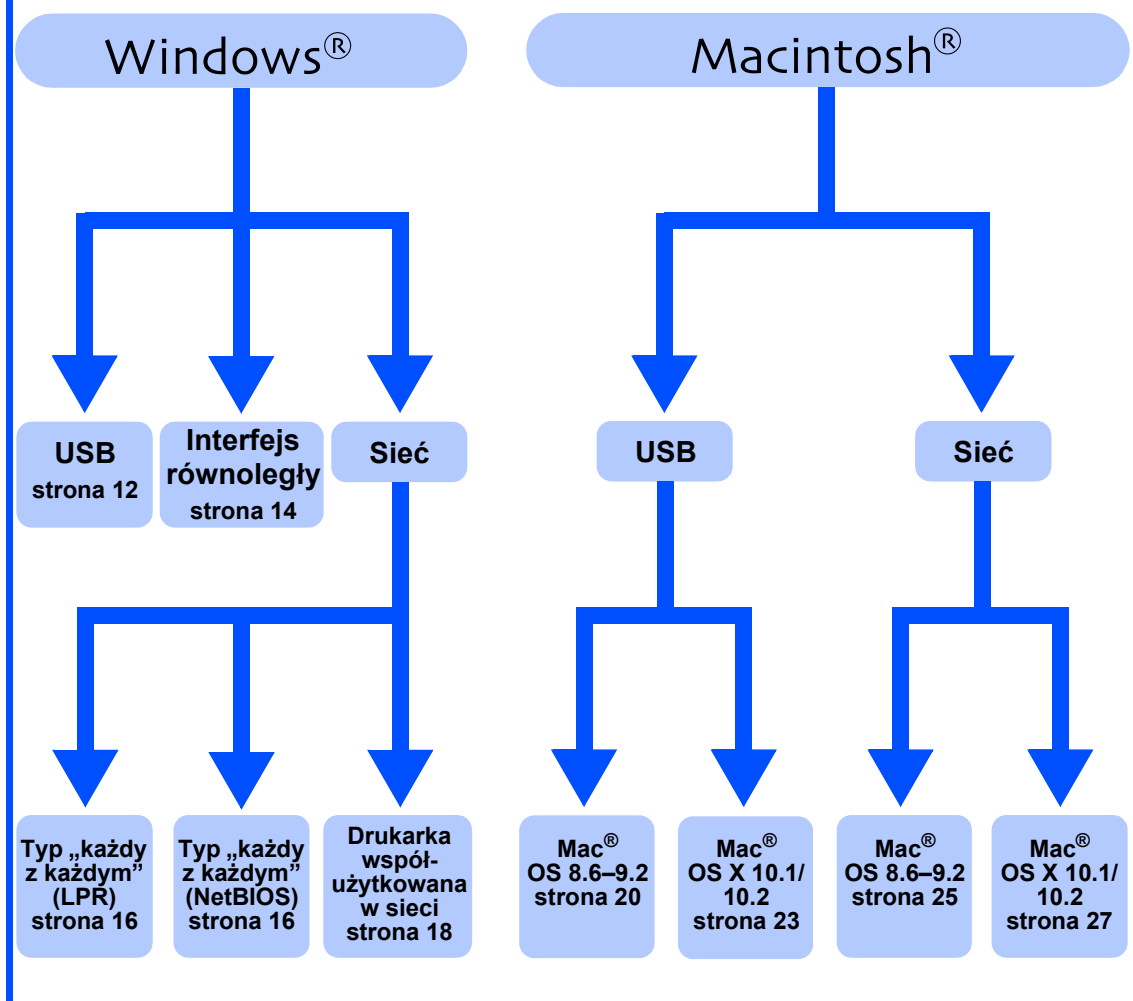 Windows®
Macintosh®
USB
strona 12
Interfejs
równoległy
strona 14
Sieć
USB
Sieć
Typ „każdy
z każdym”
(LPR)
strona 16
Typ „każdy
z każdym”
(NetBIOS)
strona 16
Drukarka
współ-
użytkowana
w sieci
strona 18
Mac®
OS 8.6–9.2
strona 20
Mac®
OS X 10.1/
10.2
strona 23
Mac®
OS 8.6–9.2
strona 25
Mac®
OS X 10.1/
10.2
strona 27